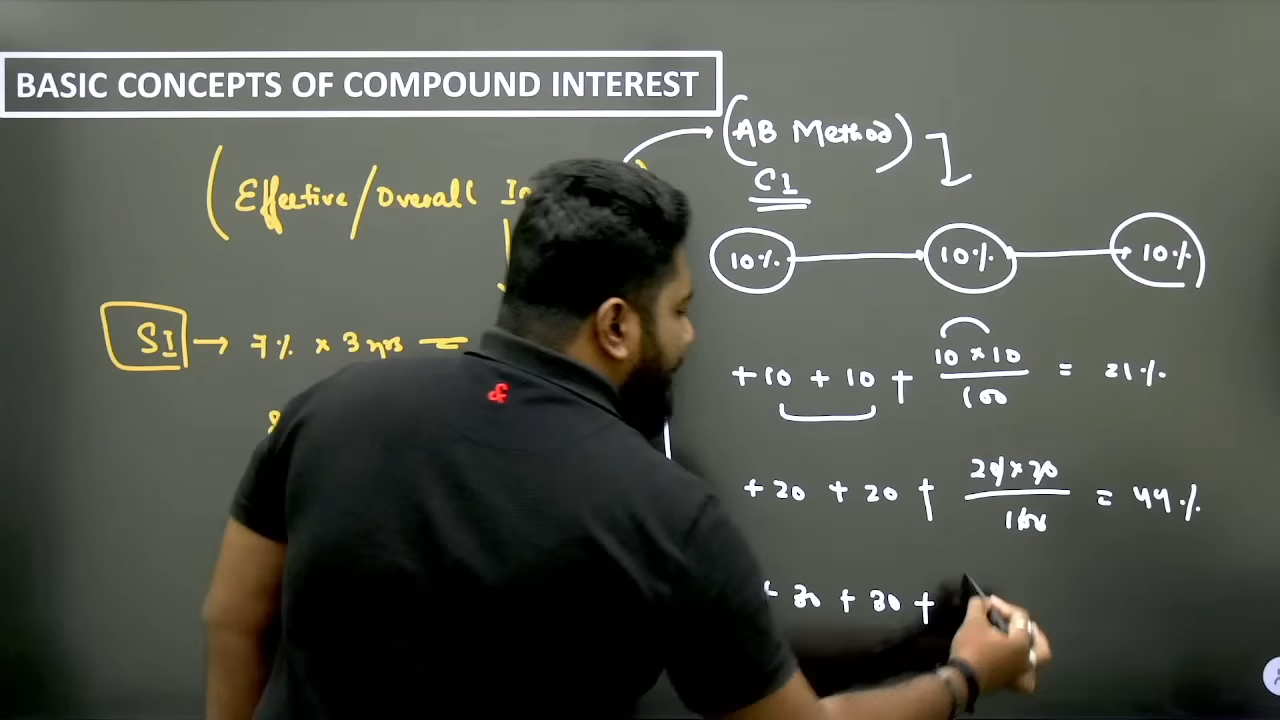 BASIC CONCEPTS OF COMPOUND INTEREST
(AB Method)
CI
(Effective/Overall
10% 10% 10%
SI → 7% × 3 yrs =
+10 + 10 + 10 × 10 / 100 = 21%
+20 + 20 + 20 × 20 / 100 = 44%
+ 30 + 30 +